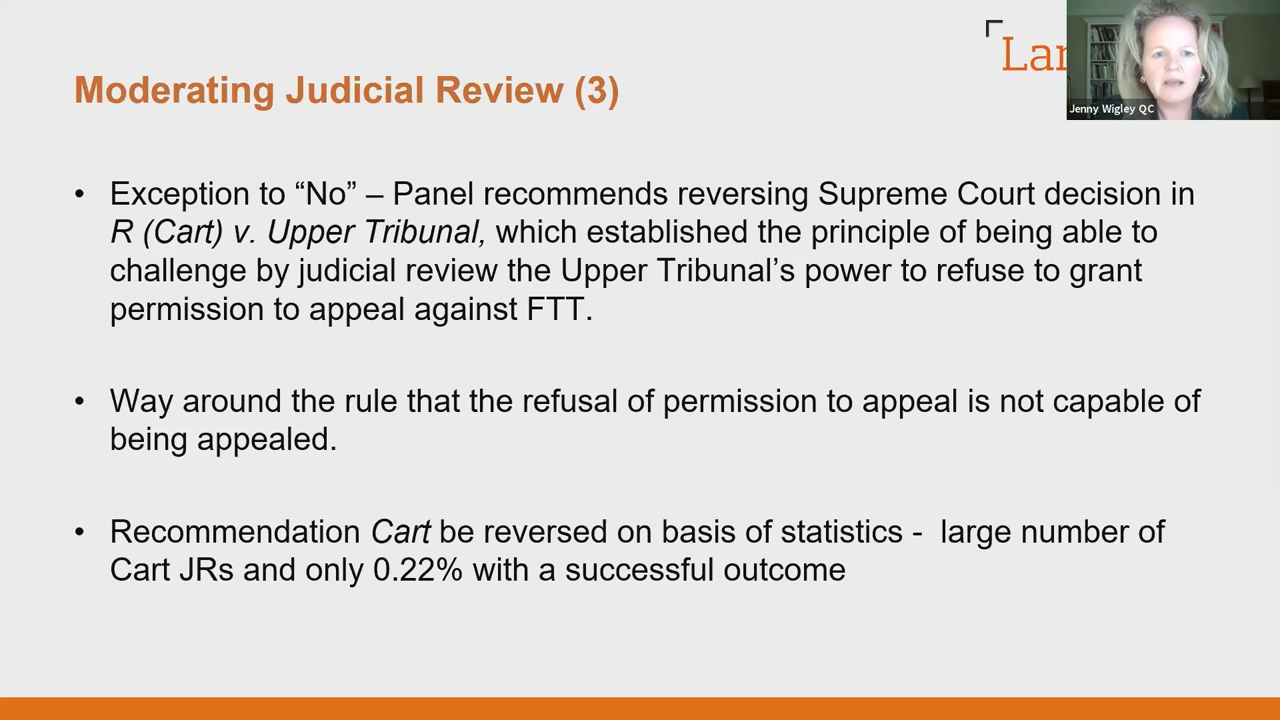 Lan
Jenny Wigley QC
Moderating Judicial Review (3)
• Exception to “No” – Panel recommends reversing Supreme Court decision in
R (Cart) v. Upper Tribunal, which established the principle of being able to
challenge by judicial review the Upper Tribunal’s power to refuse to grant
permission to appeal against FTT.
• Way around the rule that the refusal of permission to appeal is not capable of
being appealed.
• Recommendation Cart be reversed on basis of statistics -  large number of
Cart JRs and only 0.22% with a successful outcome